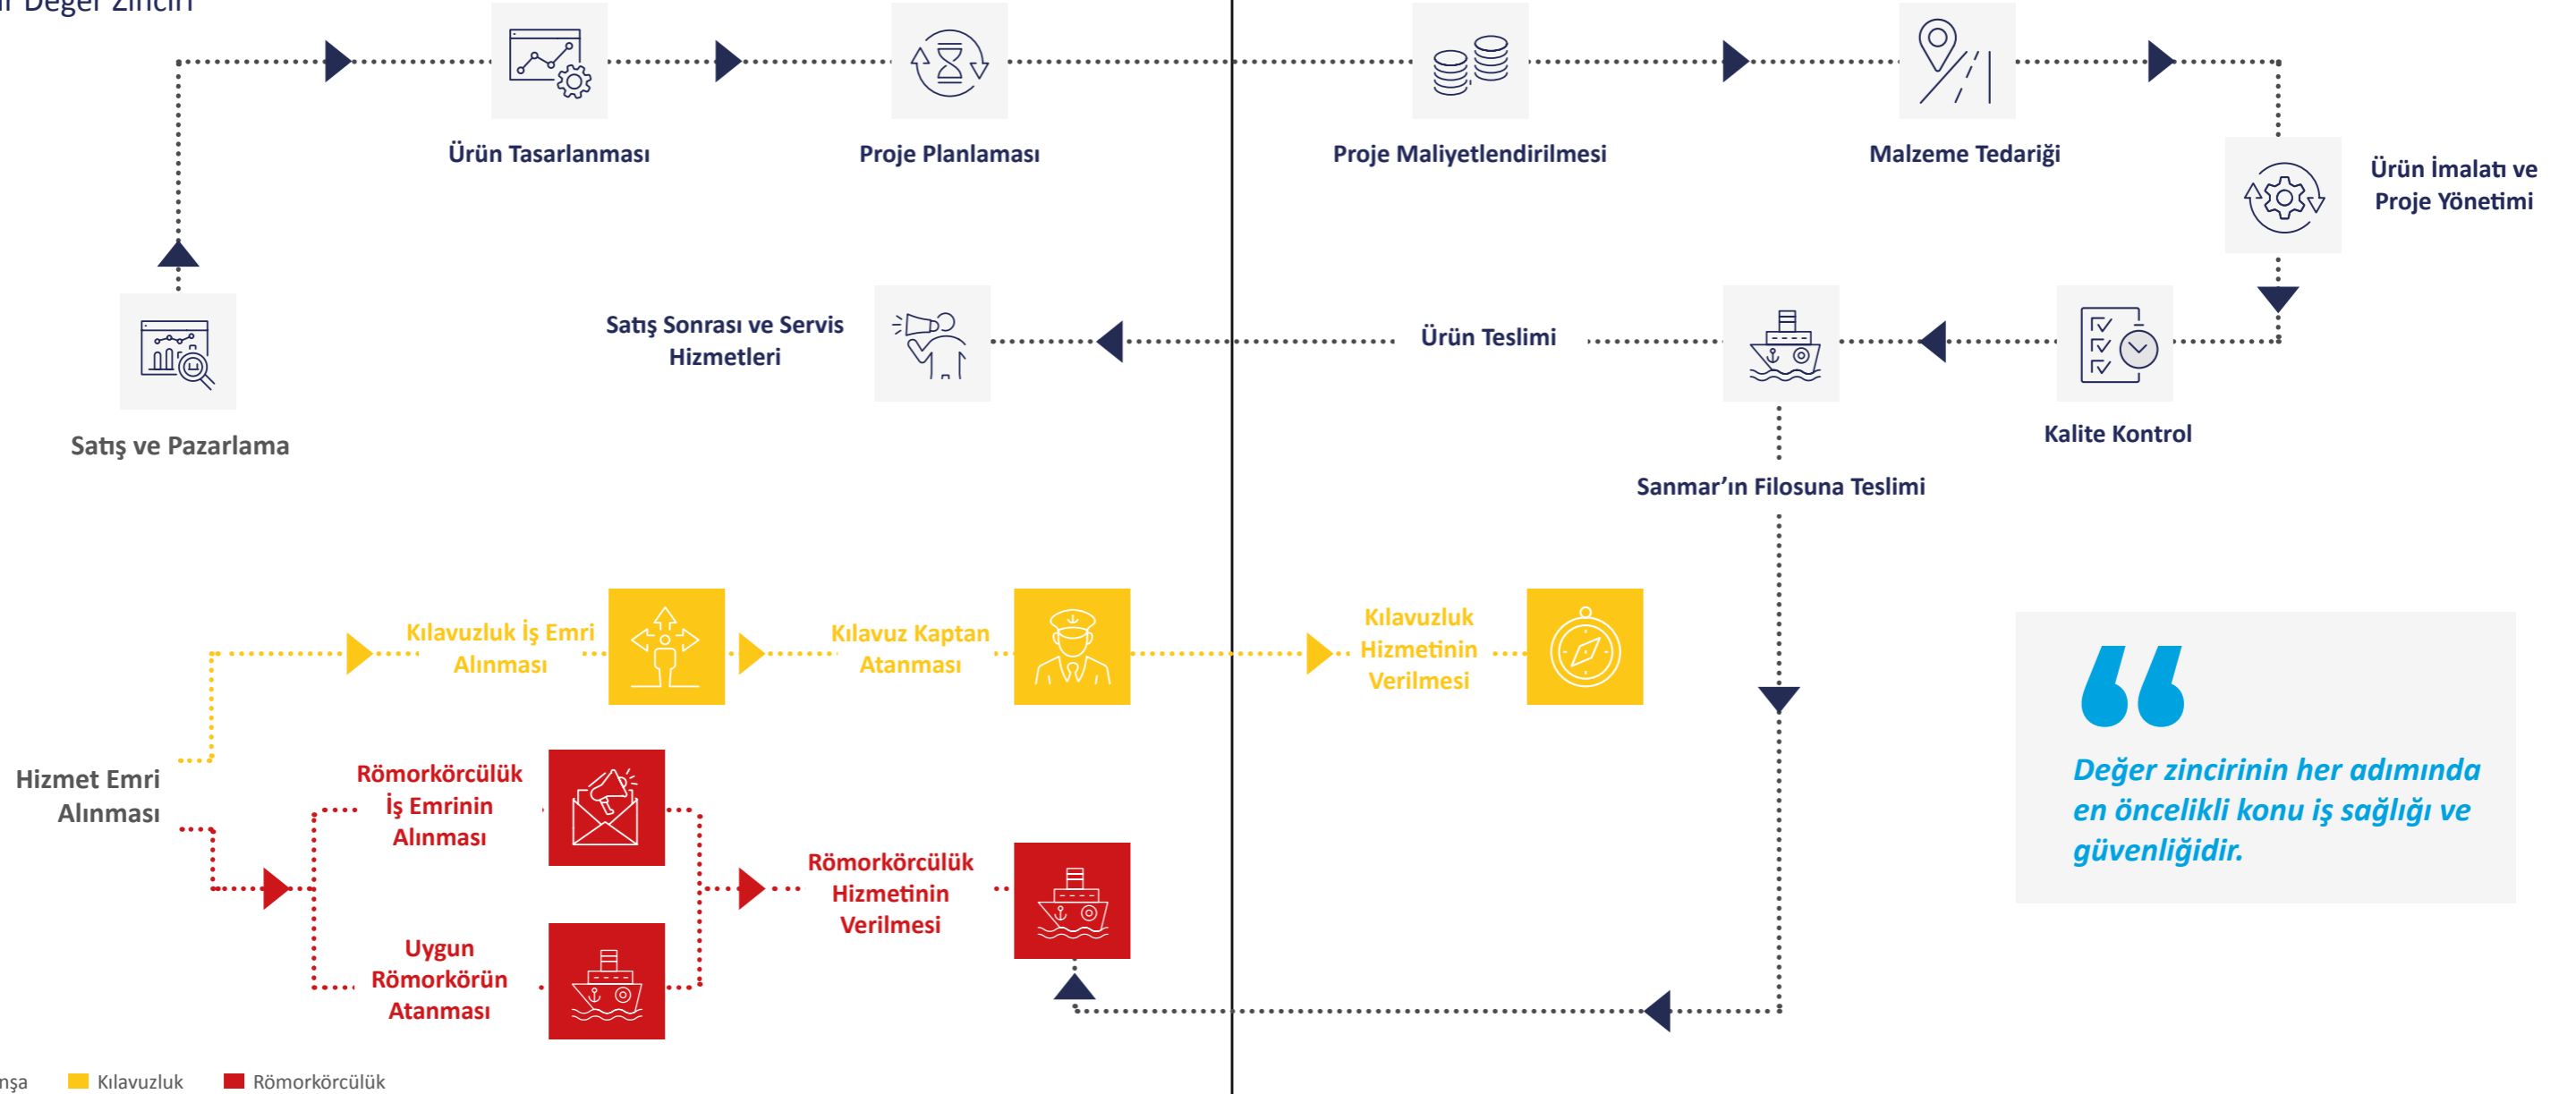 Değer Zinciri
Ürün Tasarlanması
Proje Planlaması
Proje Maliyetlendirilmesi
Malzeme Tedariği
Ürün İmalatı ve
Proje Yönetimi
Satış Sonrası ve Servis
Hizmetleri
Ürün Teslimi
Kalite Kontrol
Satış ve Pazarlama
Sanmar’ın Filosuna Teslimi
Kılavuzluk İş Emri
Alınması
Kılavuz Kaptan
Atanması
Kılavuzluk
Hizmetinin
Verilmesi
Hizmet Emri
Alınması
Römorkörcülük
İş Emrinin
Alınması
Uygun
Römorkörün
Atanması
Römorkörcülük
Hizmetinin
Verilmesi
“
Değer zincirinin her adımında
en öncelikli konu iş sağlığı ve
güvenliğidir.
Kılavuzluk
Römorkörcülük